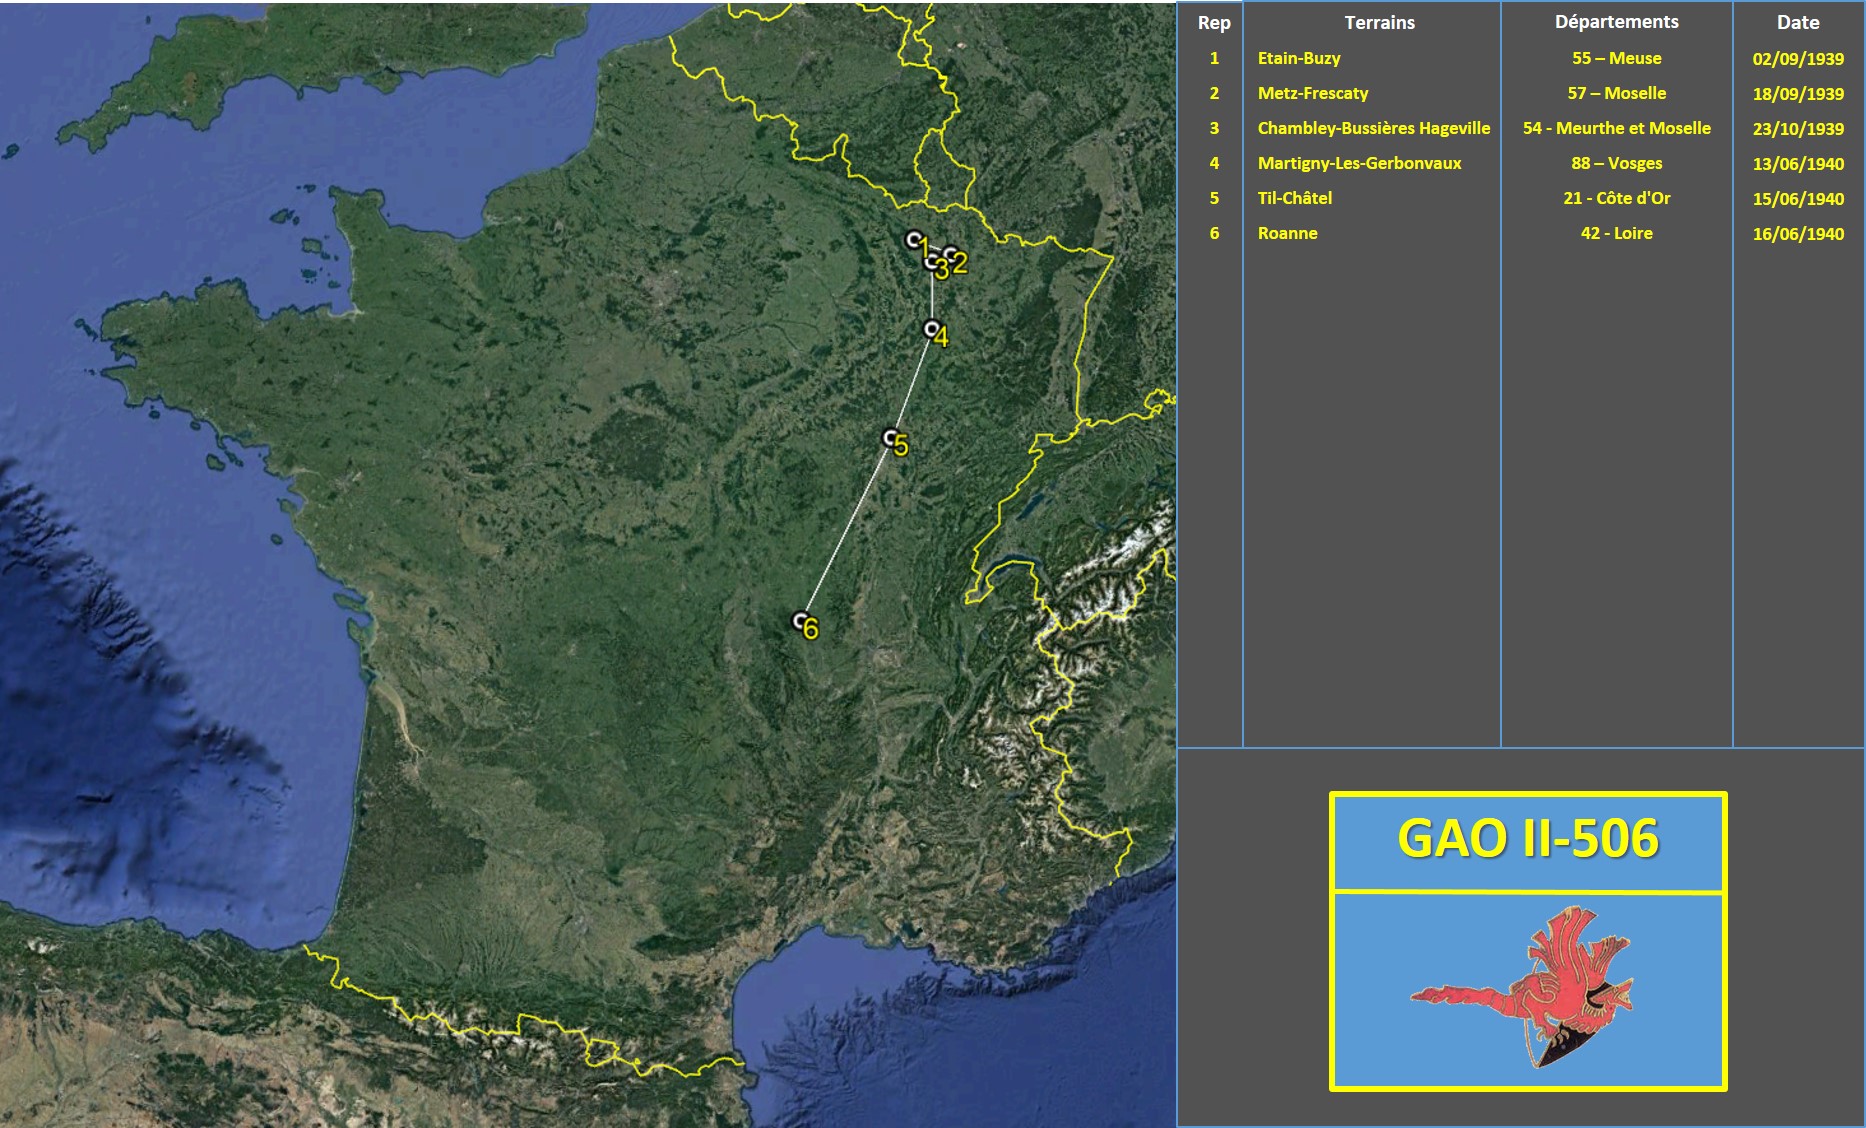 Rep Terrains Départements Date
1 Etain-Buzy 55 – Meuse 02/09/1939
2 Metz-Frescaty 57 – Moselle 18/09/1939
3 Chambley-Bussières Hageville 54 - Meurthe et Moselle 23/10/1939
4 Martigny-Les-Gerbonvaux 88 – Vosges 13/06/1940
5 Til-Châtel 21 - Côte d'Or 15/06/1940
6 Roanne 42 - Loire 16/06/1940
1
2
3
4
5
6
GAO II-506